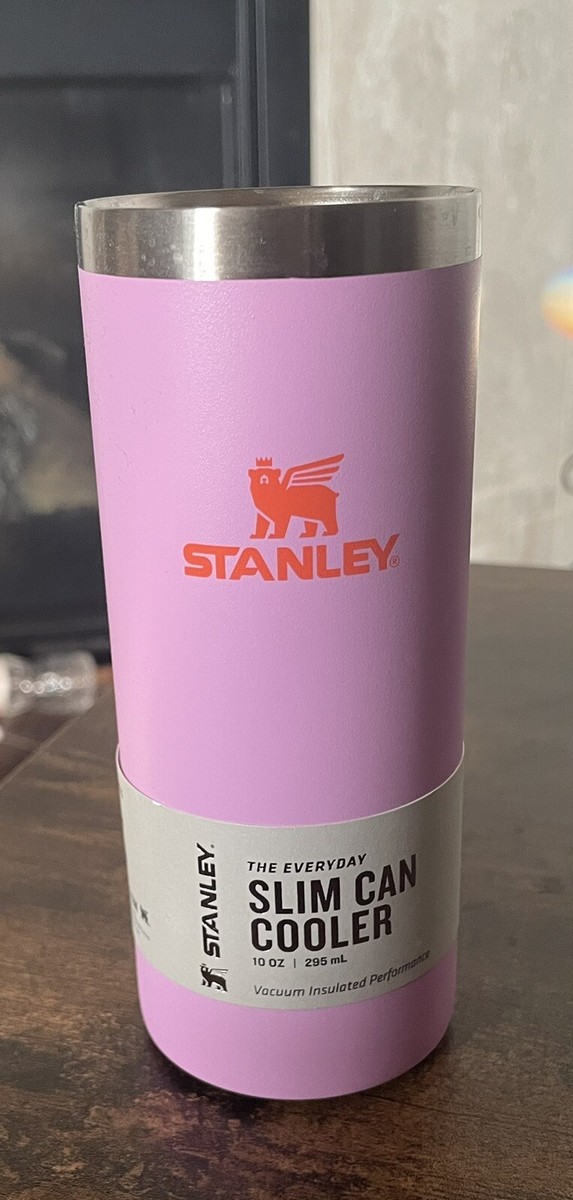 STANLEY®
STANLEY®
THE EVERYDAY
SLIM CAN
COOLER
10 OZ | 295 mL
Vacuum Insulated Performance